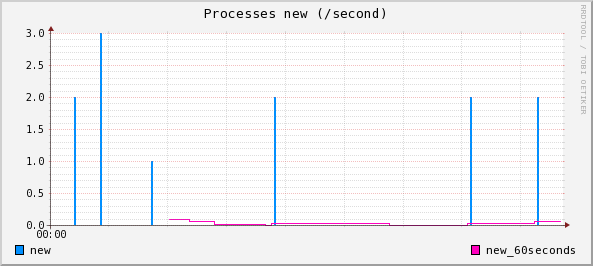 Processes new (/second)
RRDTOOL / TOBI OETIKER
3.0
2.5
2.0
1.5
1.0
0.5
0.0
00:00
new
new_60seconds